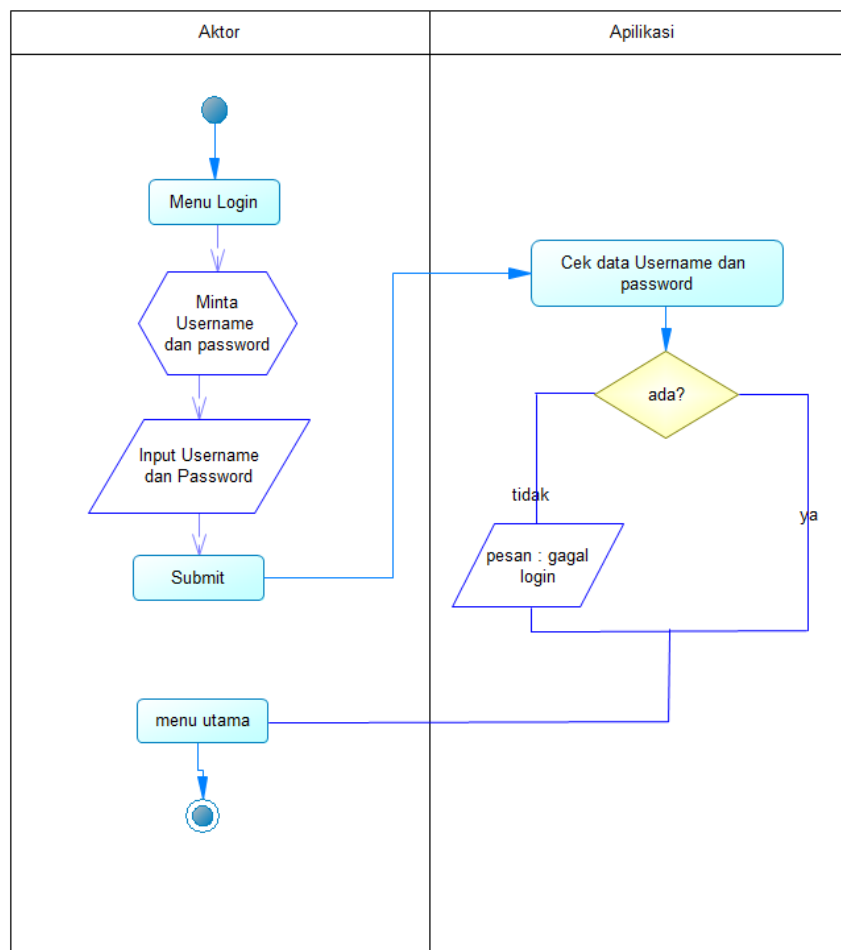 Aktor
Apilikasi
Menu Login
Minta
Username
dan password
Input Username
dan Password
Submit
Cek data Username dan
password
ada?
tidak
ya
pesan : gagal
login
menu utama